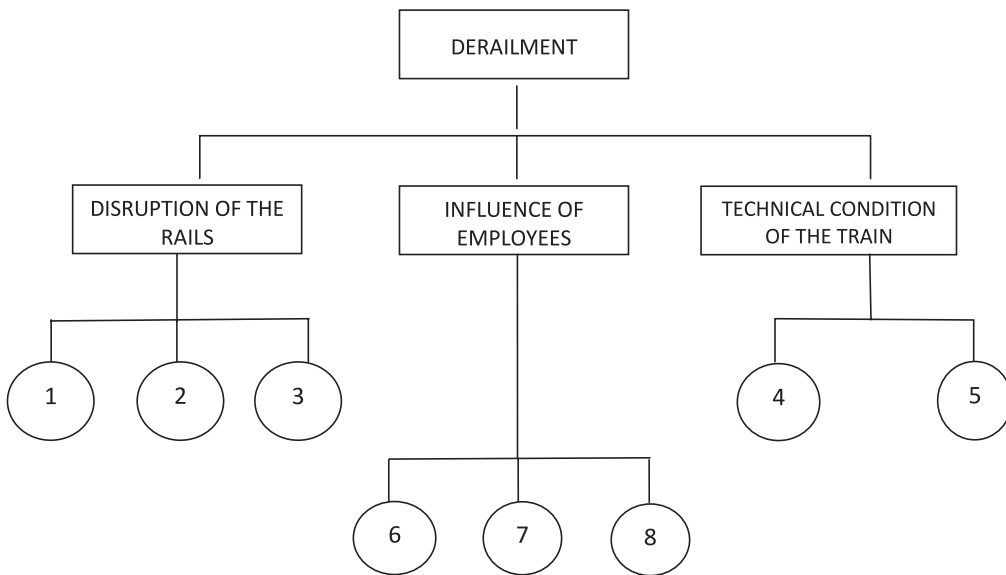 DERAILMENT
DISRUPTION OF THE
RAILS
INFLUENCE OF
EMPLOYEES
TECHNICAL CONDITION
OF THE TRAIN
1
2
3
4
5
6
7
8